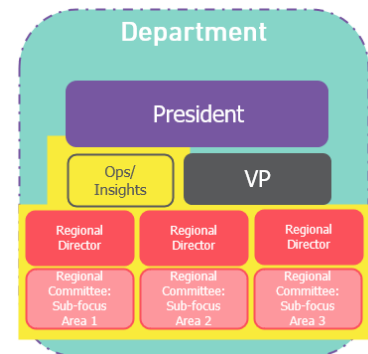 Department
President
Ops/
Insights
VP
Regional
Director
Regional
Director
Regional
Director
Regional
Committee:
Sub-focus
Area 1
Regional
Committee:
Sub-focus
Area 2
Regional
Committee:
Sub-focus
Area 3